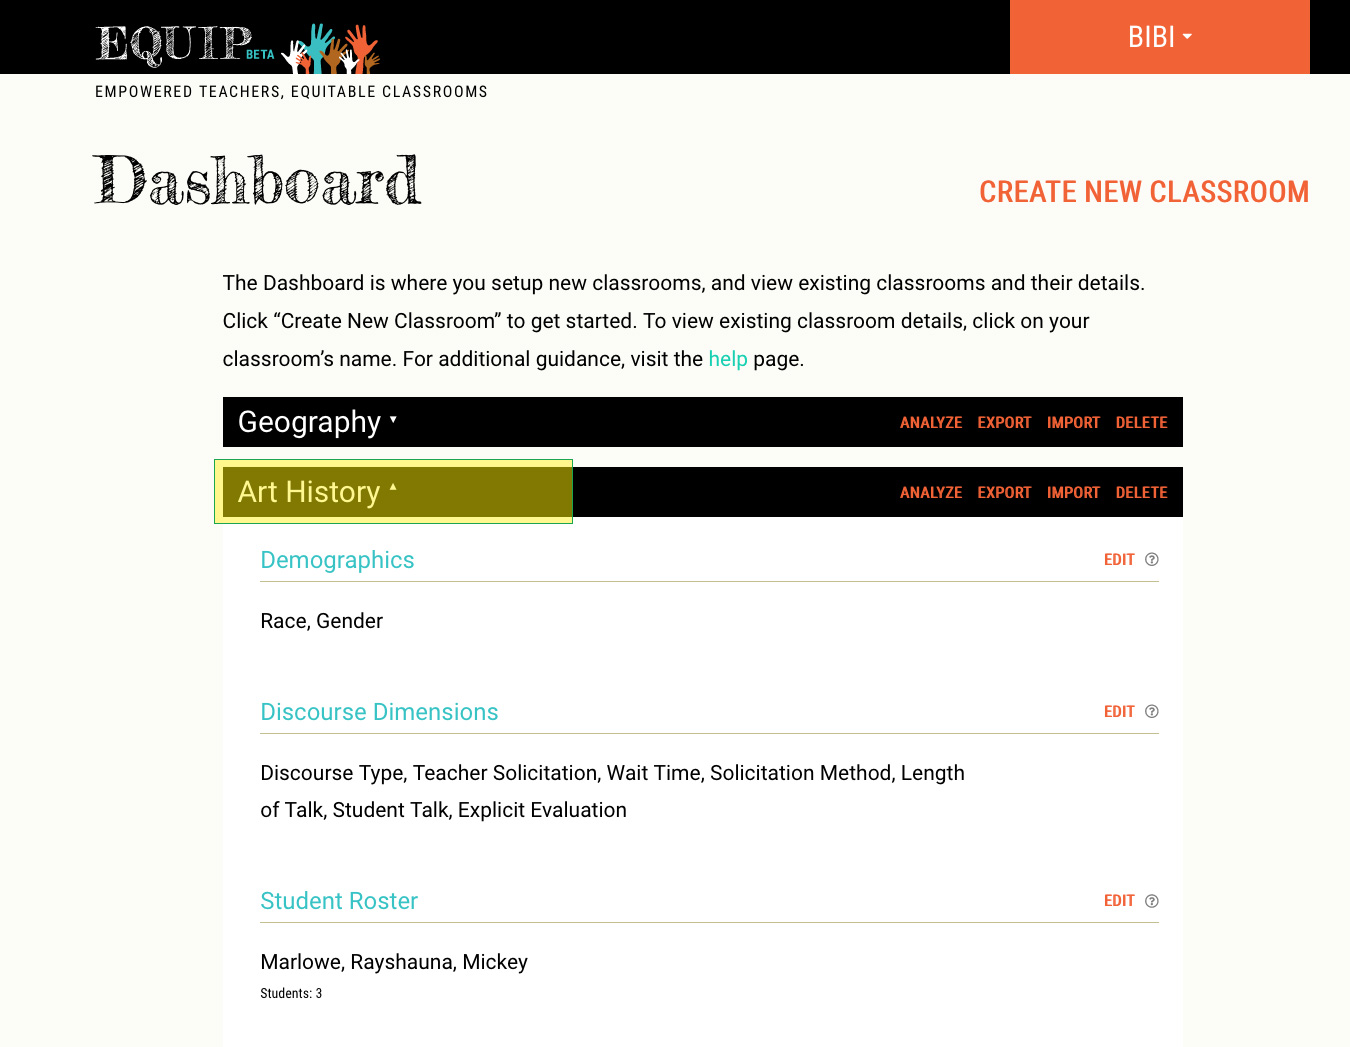 EQUIP BETA
BIBI
EMPOWERED TEACHERS, EQUITABLE CLASSROOMS
Dashboard
CREATE NEW CLASSROOM
The Dashboard is where you setup new classrooms, and view existing classrooms and their details.
Click “Create New Classroom” to get started. To view existing classroom details, click on your
classroom’s name. For additional guidance, visit the help page.
Geography ANALYZE EXPORT IMPORT DELETE
Art History ANALYZE EXPORT IMPORT DELETE
Demographics EDIT
Race, Gender
Discourse Dimensions EDIT
Discourse Type, Teacher Solicitation, Wait Time, Solicitation Method, Length
of Talk, Student Talk, Explicit Evaluation
Student Roster EDIT
Marlowe, Rayshauna, Mickey
Students: 3